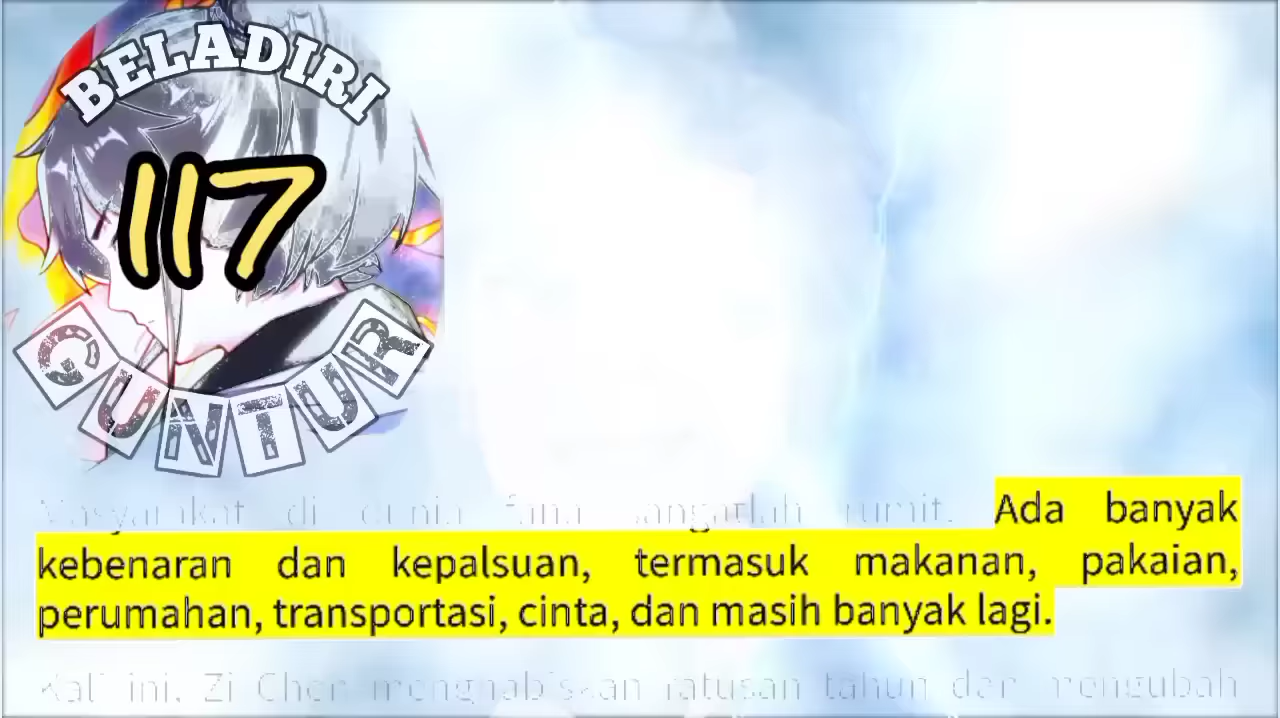 BELADIRI
117
GUNTUR
Masyarakat di dunia fana sangatlah rumit. Ada banyak
kebenaran dan kepalsuan, termasuk makanan, pakaian,
perumahan, transportasi, cinta, dan masih banyak lagi.
Kali ini, Zi Chen menghabiskan ratusan tahun dan mengubah